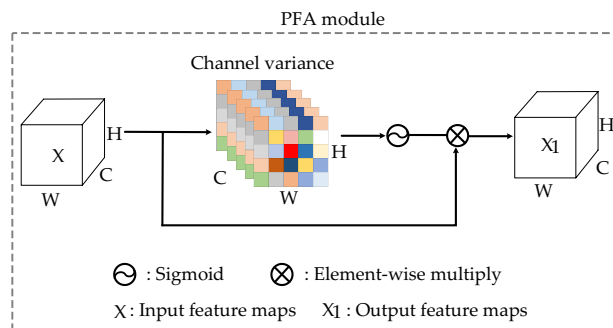 PFA module
Channel variance
X
H
C
W
C
W
H
X1
H
C
W
: Sigmoid
: Element-wise multiply
X : Input feature maps
X1 : Output feature maps